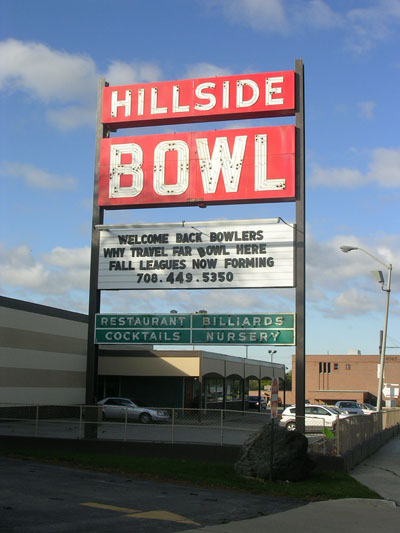 HILLSIDE
BOWL
WELCOME BACK BOWLERS
WHY TRAVEL FAR BOWL HERE
FALL LEAGUES NOW FORMING
708.449.5350
RESTAURANT BILLIARDS
COCKTAILS NURSERY